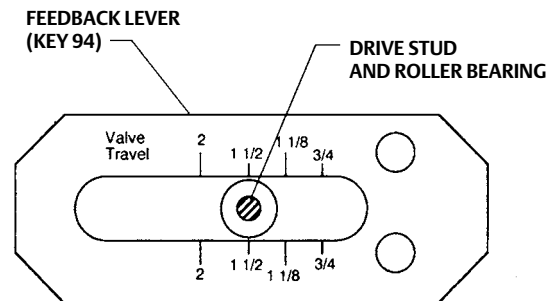 FEEDBACK LEVER
(KEY 94)
DRIVE STUD
AND ROLLER BEARING
Valve
Travel
2
1 1/2
1 1/8
3/4
2
1 1/2
1 1/8
3/4